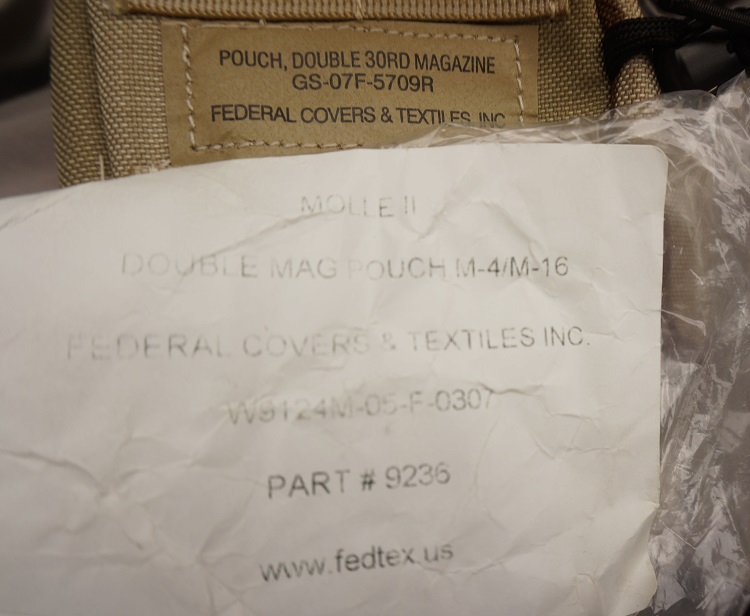 POUCH, DOUBLE 30RD MAGAZINE
GS-07F-5709R
FEDERAL COVERS & TEXTILES, INC
MOLLE II
DOUBLE MAG POUCH M-4/M-16
FEDERAL COVERS & TEXTILES INC.
W9124M-05-F-0307
PART # 9236
www.fedtex.us